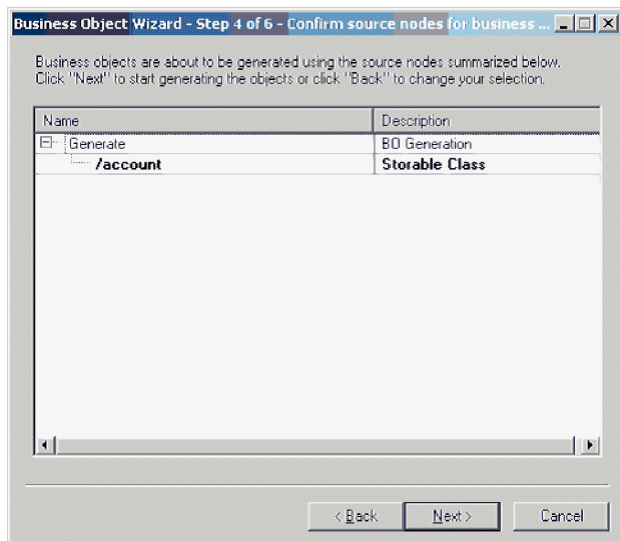 Business Object Wizard - Step 4 of 6 - Confirm source nodes for business ...
Business objects are about to be generated using the source nodes summarized below.
Click "Next" to start generating the objects or click "Back" to change your selection.
Name Description
Generate BO Generation
/account Storable Class
< Back Next > Cancel